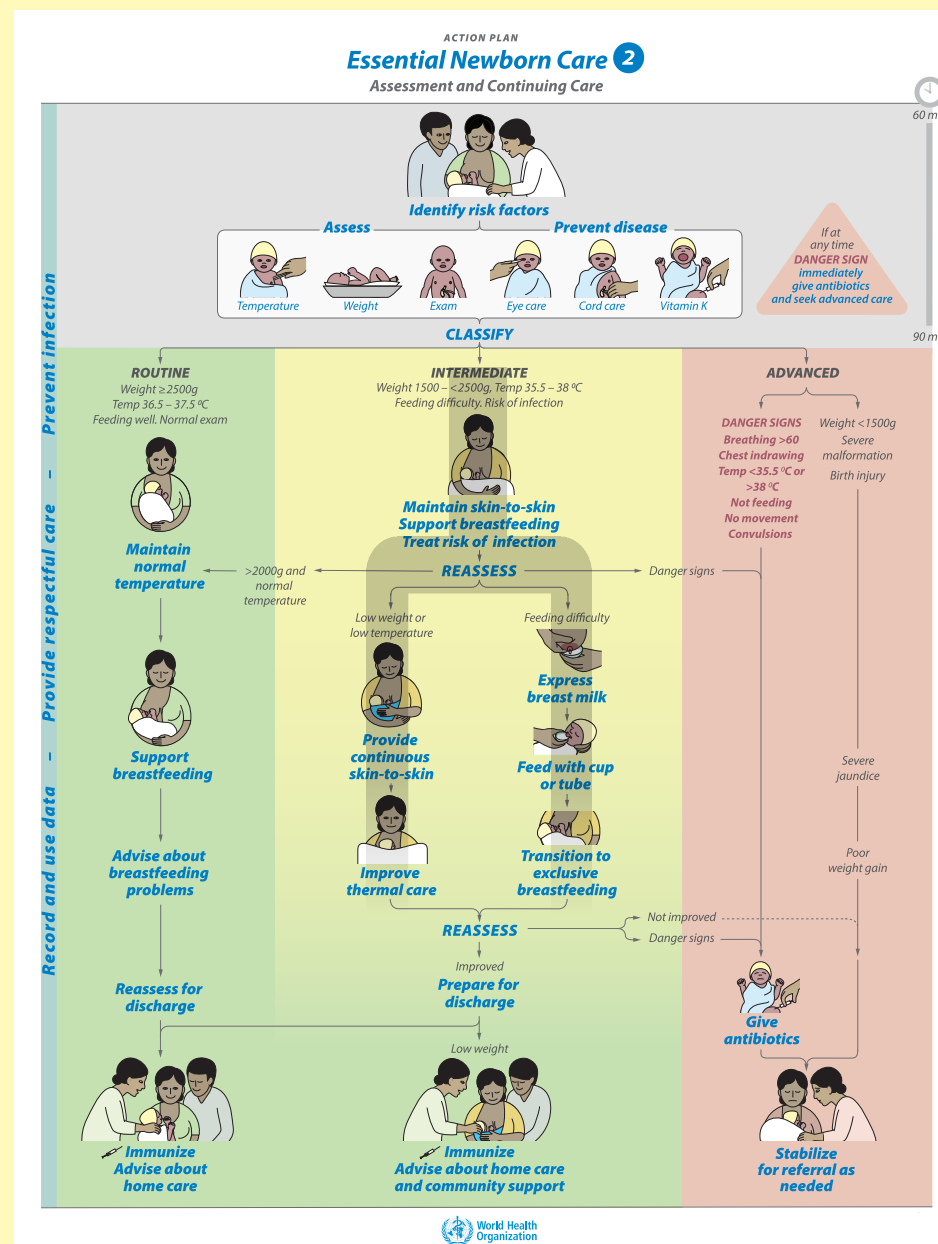 ACTION PLAN
Essential Newborn Care 2
Assessment and Continuing Care
60 m
Identify risk factors
Assess
Prevent disease
Temperature
Weight
Exam
Eye care
Cord care
Vitamin K
If at
any time
DANGER SIGN
immediately
give antibiotics
and seek advanced care
90 m
CLASSIFY
Record and use data – Provide respectful care – Prevent infection
ROUTINE
Weight ≥2500g
Temp 36.5 – 37.5 ºC
Feeding well. Normal exam
Maintain
normal
temperature
Support
breastfeeding
Advise about
breastfeeding
problems
Reassess for
discharge
Immunize
Advise about
home care
INTERMEDIATE
Weight 1500 – <2500g, Temp 35.5 – 38 ºC
Feeding difficulty. Risk of infection
Maintain skin-to-skin
Support breastfeeding
Treat risk of infection
REASSESS
>2000g and
normal
temperature
Danger signs
Low weight or
low temperature
Provide
continuous
skin-to-skin
Improve
thermal care
Feeding difficulty
Express
breast milk
Feed with cup
or tube
Transition to
exclusive
breastfeeding
REASSESS
Not improved
Danger signs
Improved
Prepare for
discharge
Low weight
Immunize
Advise about home care
and community support
ADVANCED
DANGER SIGNS
Breathing >60
Chest indrawing
Temp <35.5 ºC or
>38 ºC
Not feeding
No movement
Convulsions
Weight <1500g
Severe
malformation
Birth injury
Severe
jaundice
Poor
weight gain
Give
antibiotics
Stabilize
for referral as
needed
World Health
Organization